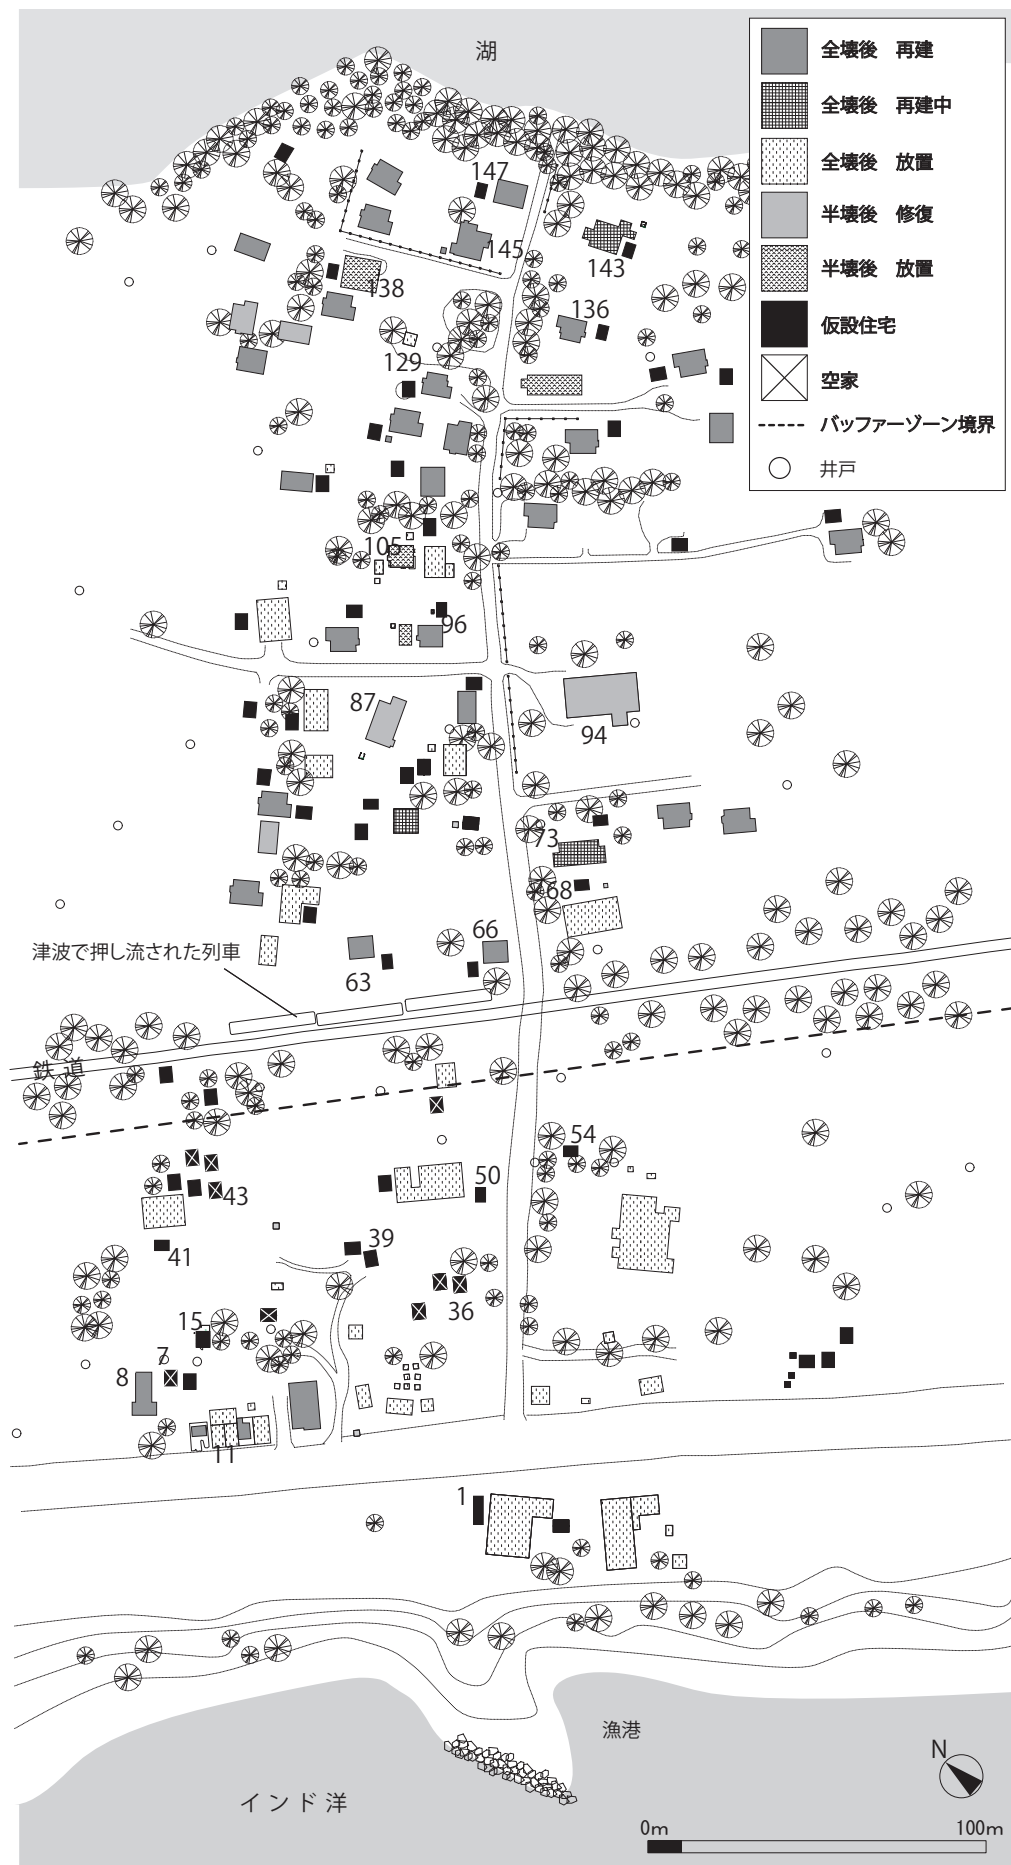 湖
全壊後 再建
全壊後 再建中
全壊後 放置
半壊後 修復
半壊後 放置
仮設住宅
空家
バッファーゾーン境界
井戸
147
145
143
138
136
129
105
96
87
94
73
68
66
63
津波で押し流された列車
鉄道
54
50
43
41
39
36
15
7
8
11
1
漁港
インド洋
N
0m 100m